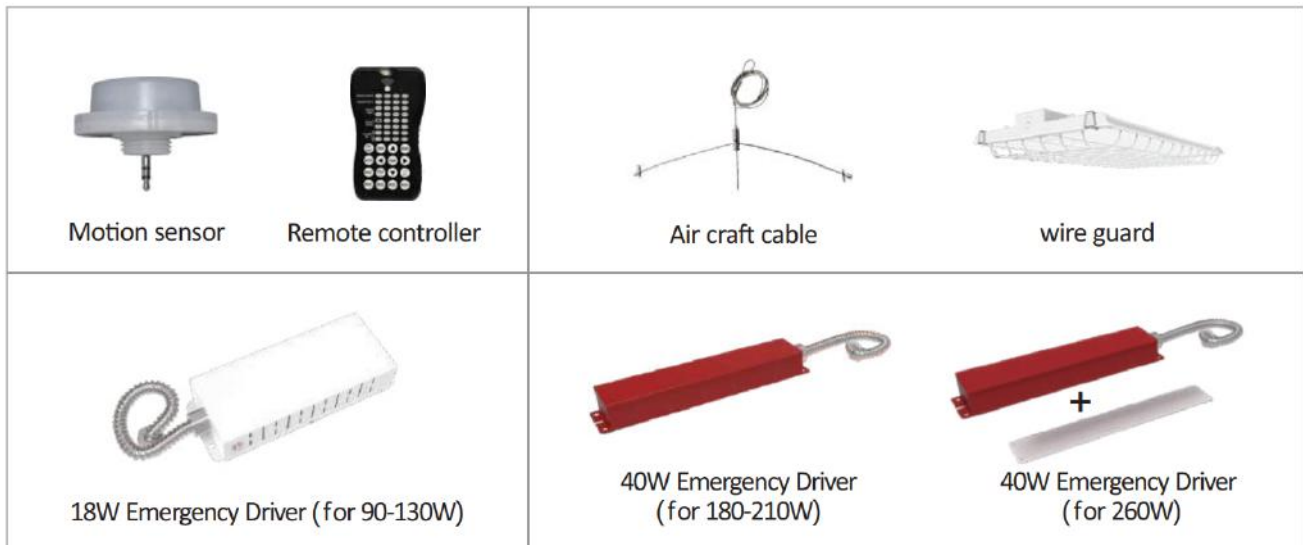 Motion sensor
Remote controller
Air craft cable
wire guard
18W Emergency Driver (for 90-130W)
40W Emergency Driver
(for 180-210W)
+
40W Emergency Driver
(for 260W)